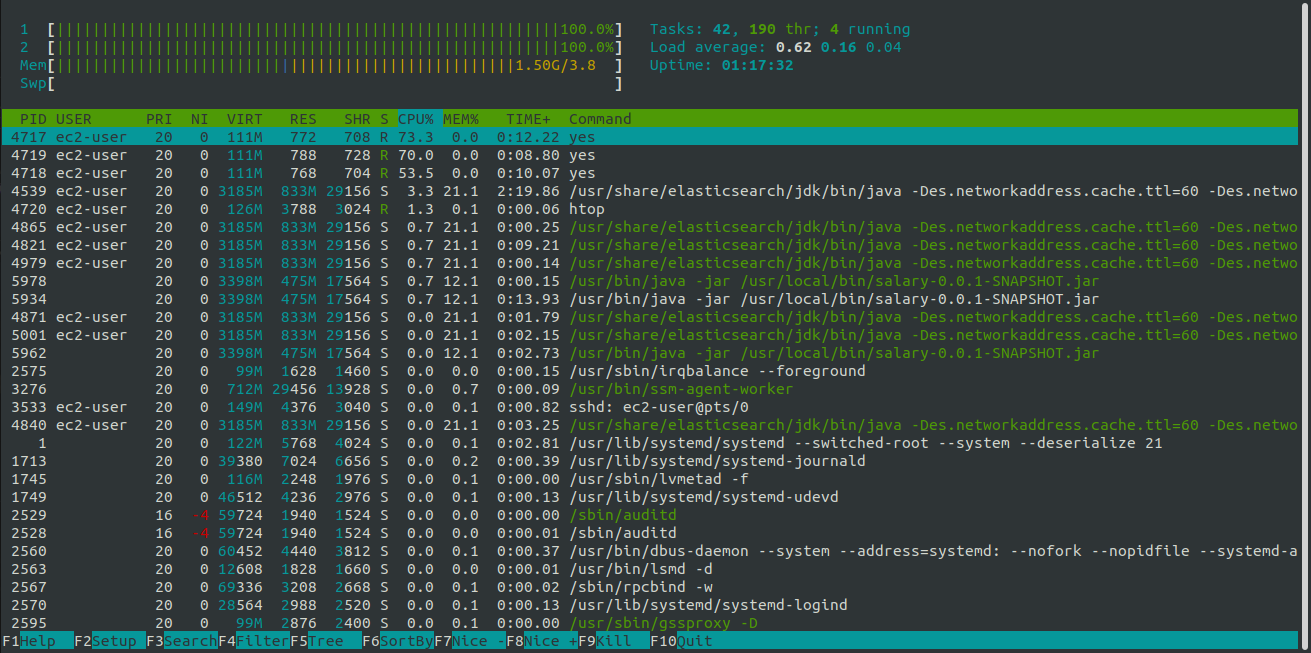 1 [||||||||||||||||||||||||||||||||||||||||||||||||||||||||100.0%] Tasks: 42, 190 thr; 4 running
2 [||||||||||||||||||||||||||||||||||||||||||||||||||||||||100.0%] Load average: 0.62 0.16 0.04
Mem[|||||||||||||||||||||||||||||||||||||||||||||||||||1.50G/3.8 ] Uptime: 01:17:32
Swp[ ]
PID USER PRI NI VIRT RES SHR S CPU% MEM% TIME+ Command
4717 ec2-user 20 0 111M 772 708 R 73.3 0.0 0:12.22 yes
4719 ec2-user 20 0 111M 788 728 R 70.0 0.0 0:08.80 yes
4718 ec2-user 20 0 111M 768 704 R 53.5 0.0 0:10.07 yes
4539 ec2-user 20 0 3185M 833M 29156 S 3.3 21.1 2:19.86 /usr/share/elasticsearch/jdk/bin/java -Des.networkaddress.cache.ttl=60 -Des.netwo
4720 ec2-user 20 0 126M 3788 3024 R 1.3 0.1 0:00.06 htop
4865 ec2-user 20 0 3185M 833M 29156 S 0.7 21.1 0:00.25 /usr/share/elasticsearch/jdk/bin/java -Des.networkaddress.cache.ttl=60 -Des.netwo
4821 ec2-user 20 0 3185M 833M 29156 S 0.7 21.1 0:09.21 /usr/share/elasticsearch/jdk/bin/java -Des.networkaddress.cache.ttl=60 -Des.netwo
4979 ec2-user 20 0 3185M 833M 29156 S 0.7 21.1 0:00.14 /usr/share/elasticsearch/jdk/bin/java -Des.networkaddress.cache.ttl=60 -Des.netwo
5978 20 0 3398M 475M 17564 S 0.7 12.1 0:00.15 /usr/bin/java -jar /usr/local/bin/salary-0.0.1-SNAPSHOT.jar
5934 20 0 3398M 475M 17564 S 0.7 12.1 0:13.93 /usr/bin/java -jar /usr/local/bin/salary-0.0.1-SNAPSHOT.jar
4871 ec2-user 20 0 3185M 833M 29156 S 0.0 21.1 0:01.79 /usr/share/elasticsearch/jdk/bin/java -Des.networkaddress.cache.ttl=60 -Des.netwo
5001 ec2-user 20 0 3185M 833M 29156 S 0.0 21.1 0:02.15 /usr/share/elasticsearch/jdk/bin/java -Des.networkaddress.cache.ttl=60 -Des.netwo
5962 20 0 3398M 475M 17564 S 0.0 12.1 0:02.73 /usr/bin/java -jar /usr/local/bin/salary-0.0.1-SNAPSHOT.jar
2575 20 0 99M 1628 1460 S 0.0 0.0 0:00.15 /usr/sbin/irqbalance --foreground
3276 20 0 712M 29456 13928 S 0.0 0.7 0:00.09 /usr/bin/ssm-agent-worker
3533 ec2-user 20 0 149M 4376 3040 S 0.0 0.1 0:00.82 sshd: ec2-user@pts/0
4840 ec2-user 20 0 3185M 833M 29156 S 0.0 21.1 0:03.25 /usr/share/elasticsearch/jdk/bin/java -Des.networkaddress.cache.ttl=60 -Des.netwo
1 20 0 122M 5768 4024 S 0.0 0.1 0:02.81 /usr/lib/systemd/systemd --switched-root --system --deserialize 21
1713 20 0 39380 7024 6656 S 0.0 0.2 0:00.39 /usr/lib/systemd/systemd-journald
1745 20 0 116M 2248 1976 S 0.0 0.1 0:00.00 /usr/sbin/lvmetad -f
1749 20 0 46512 4236 2976 S 0.0 0.1 0:00.13 /usr/lib/systemd/systemd-udevd
2529 16 -4 59724 1940 1524 S 0.0 0.0 0:00.00 /sbin/auditd
2528 16 -4 59724 1940 1524 S 0.0 0.0 0:00.01 /sbin/auditd
2560 20 0 60452 4440 3812 S 0.0 0.1 0:00.37 /usr/bin/dbus-daemon --system --address=systemd: --nofork --nopidfile --systemd-a
2563 20 0 12608 1828 1660 S 0.0 0.0 0:00.01 /usr/bin/lsmd -d
2567 20 0 69336 3208 2668 S 0.0 0.1 0:00.02 /sbin/rpcbind -w
2570 20 0 28564 2988 2520 S 0.0 0.1 0:00.13 /usr/lib/systemd/systemd-logind
2595 20 0 99M 2876 2400 S 0.0 0.1 0:00.00 /usr/sbin/gssproxy -D
F1Help F2Setup F3SearchF4FilterF5Tree F6SortByF7Nice -F8Nice +F9Kill F10Quit